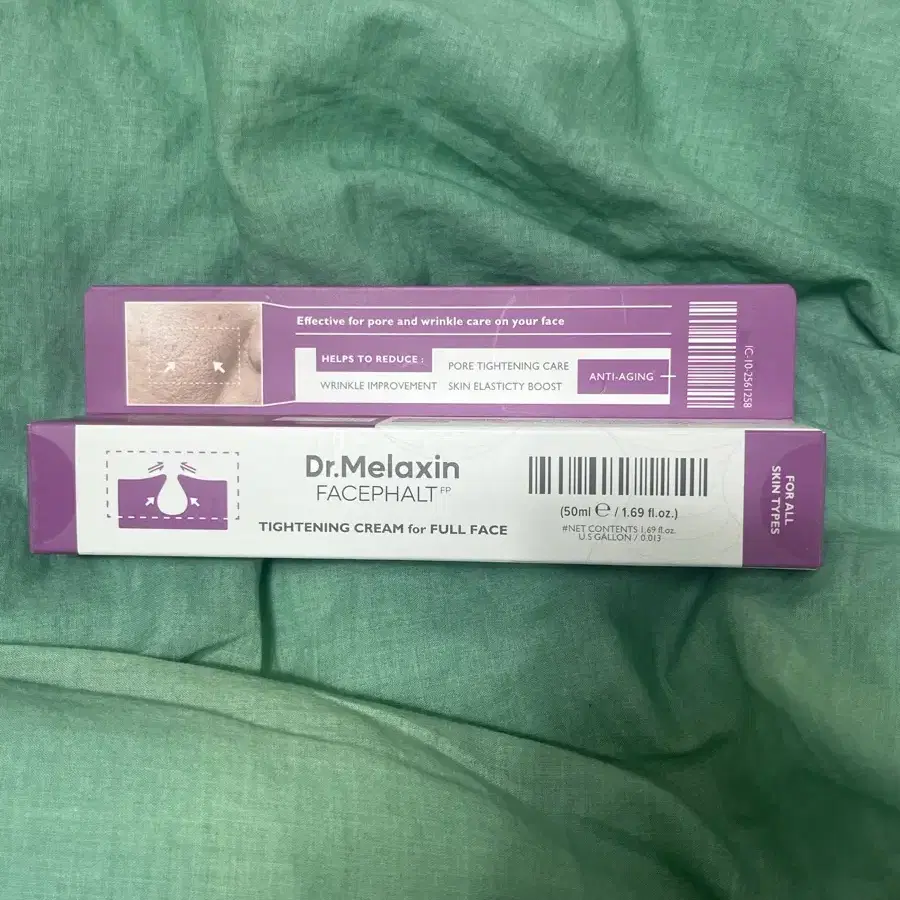 Effective for pore and wrinkle care on your face
HELPS TO REDUCE :
PORE TIGHTENING CARE
WRINKLE IMPROVEMENT SKIN ELASTICTY BOOST
ANTI-AGING
IC-10-2561258
Dr.Melaxin
FACEPHALT FP
TIGHTENING CREAM for FULL FACE
(50ml ℮ / 1.69 fl.oz.)
#NET CONTENTS 1.69 fl.oz.
U.S GALLON / 0.013
FOR ALL
SKIN TYPES